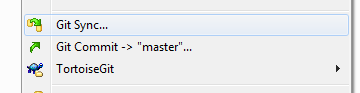 Git Sync...
Git Commit -> "master"...
TortoiseGit